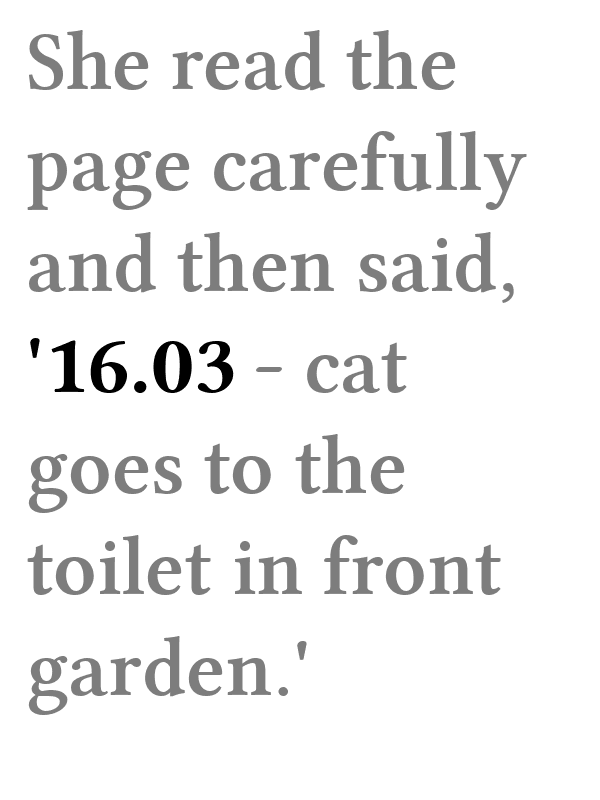 She read the
page carefully
and then said,
'16.03 - cat
goes to the
toilet in front
garden.'